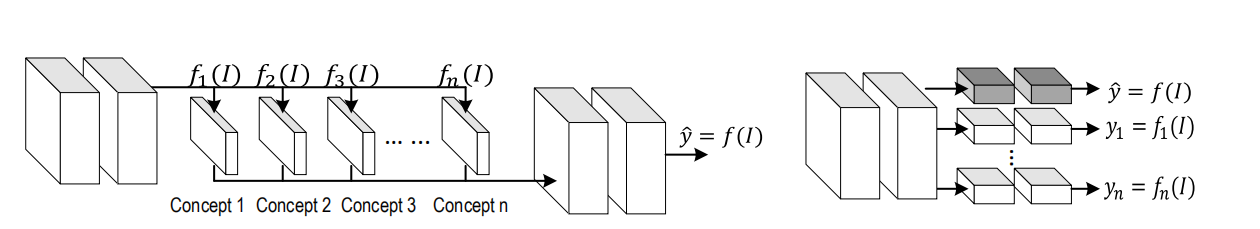 f₁(I) f₂(I) f₃(I) fₙ(I)
... ...
Concept 1 Concept 2 Concept 3 Concept n
ŷ = f(I)
ŷ = f(I)
y₁ = f₁(I)
⋮
yₙ = fₙ(I)